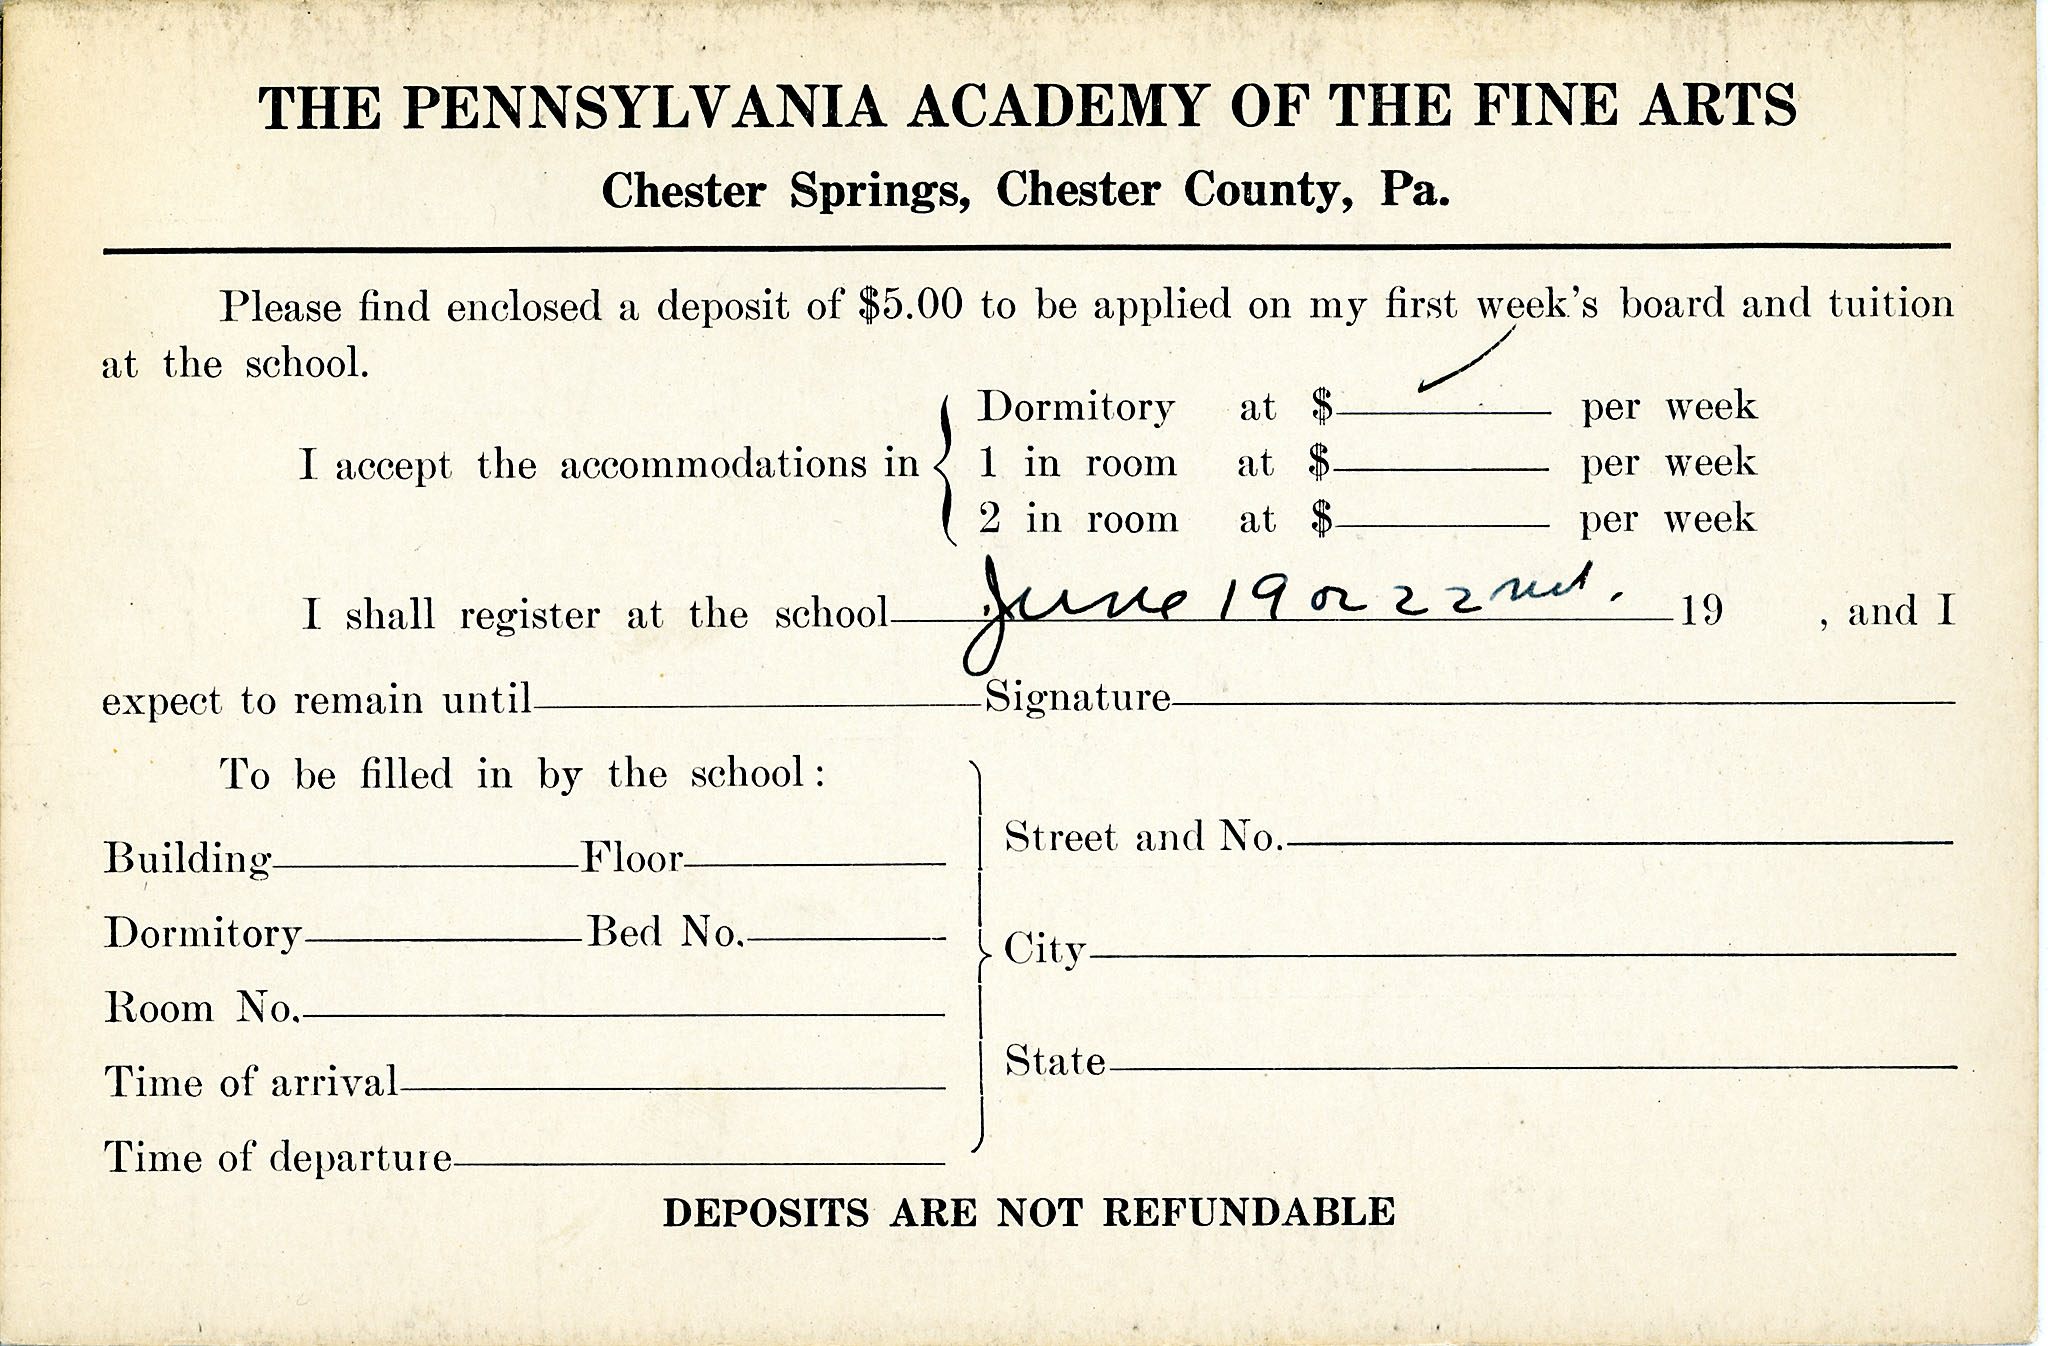 THE PENNSYLVANIA ACADEMY OF THE FINE ARTS
Chester Springs, Chester County, Pa.
Please find enclosed a deposit of $5.00 to be applied on my first week's board and tuition
at the school.
Dormitory at $ per week
I accept the accommodations in 1 in room at $ per week
2 in room at $ per week
I shall register at the school June 19 or 22nd. 19 , and I
expect to remain until Signature
To be filled in by the school:
Building Floor
Dormitory Bed No.
Room No.
Time of arrival
Time of departure
Street and No.
City
State
DEPOSITS ARE NOT REFUNDABLE